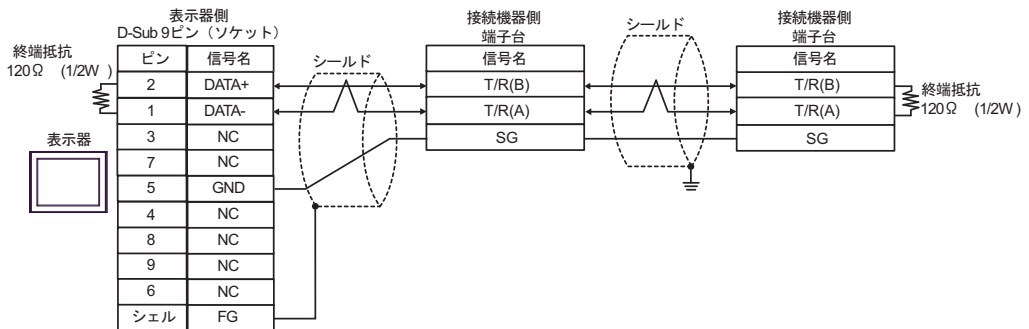 表示器側
D-Sub 9ピン（ソケット）
終端抵抗
120Ω (1/2W)
表示器
ピン 信号名
2 DATA+
1 DATA-
3 NC
7 NC
5 GND
4 NC
8 NC
9 NC
6 NC
シェル FG
シールド
接続機器側
端子台
信号名
T/R(B)
T/R(A)
SG
シールド
接続機器側
端子台
信号名
T/R(B)
T/R(A)
SG
終端抵抗
120Ω (1/2W)